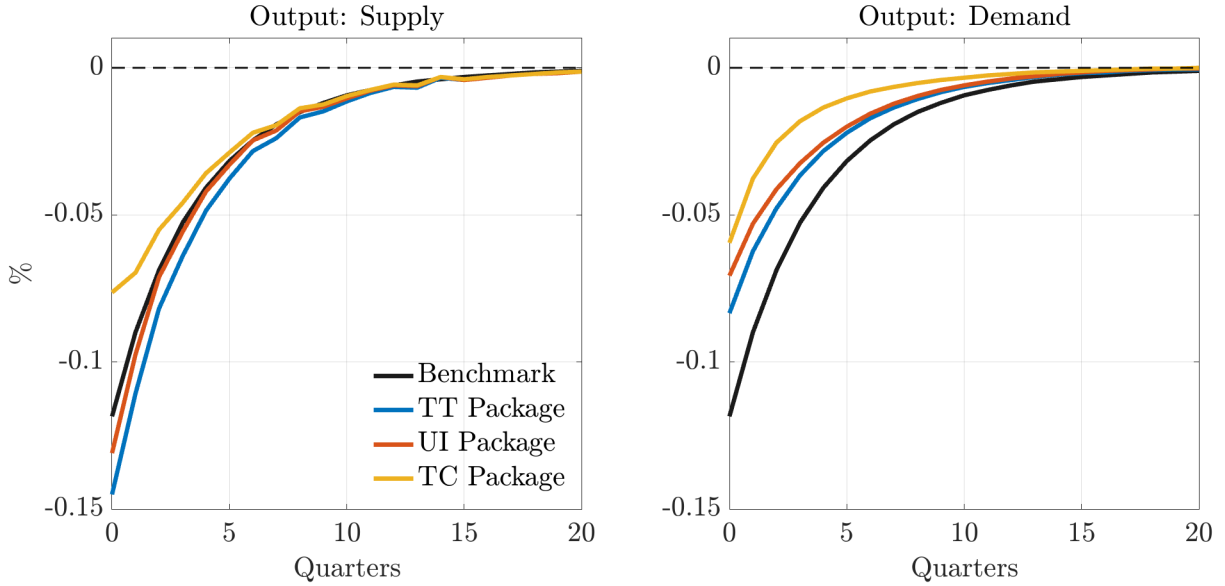 Output: Supply
0
-0.05
-0.1
-0.15
%
Benchmark
TT Package
UI Package
TC Package
0
5
10
15
20
Quarters
Output: Demand
0
-0.05
-0.1
-0.15
0
5
10
15
20
Quarters